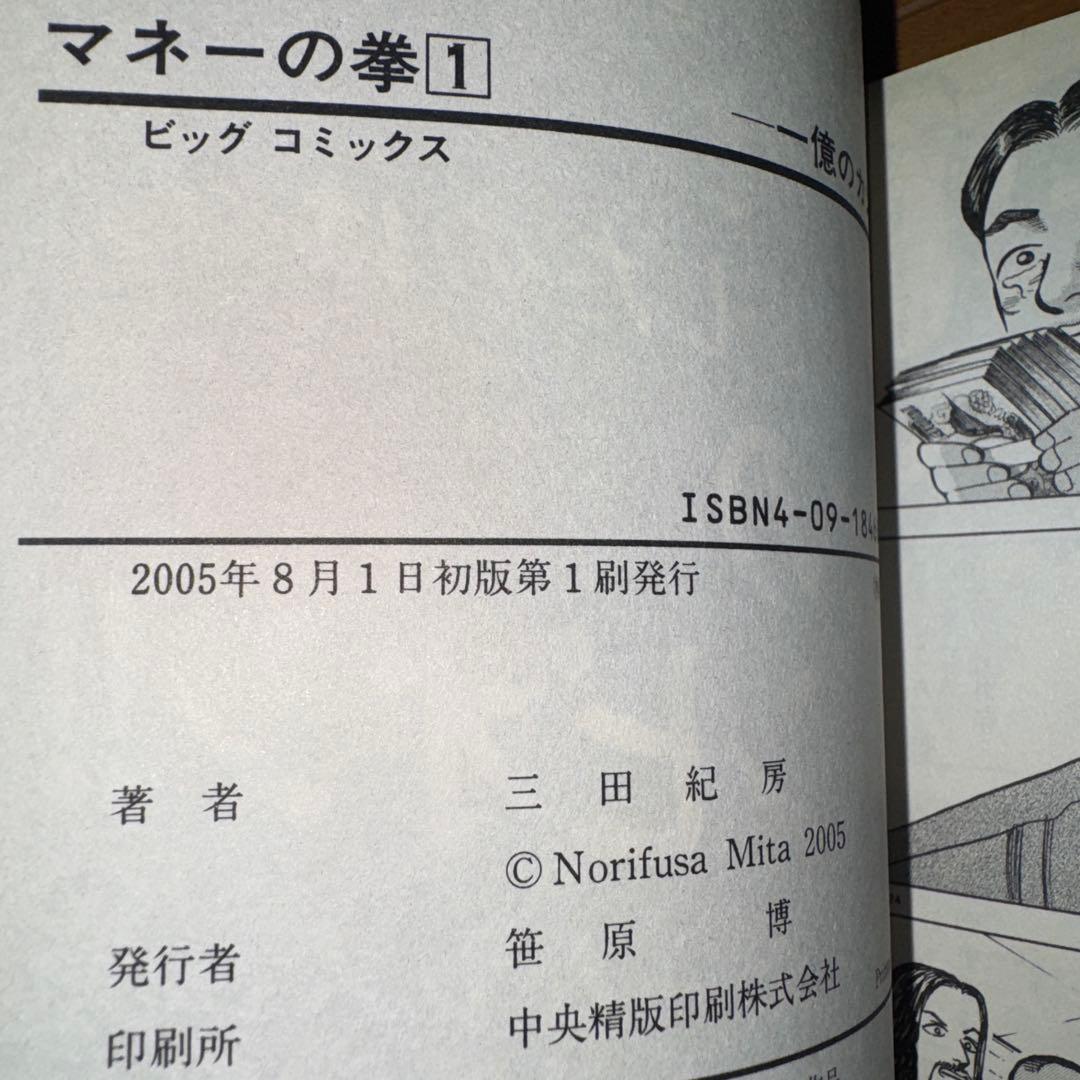 マネーの拳1
ビッグ コミックス
―一億の
ISBN4-09-184
2005年8月1日初版第1刷発行
著者 三田紀房
©Norifusa Mita 2005
発行者 笹原 博
印刷所 中央精版印刷株式会社